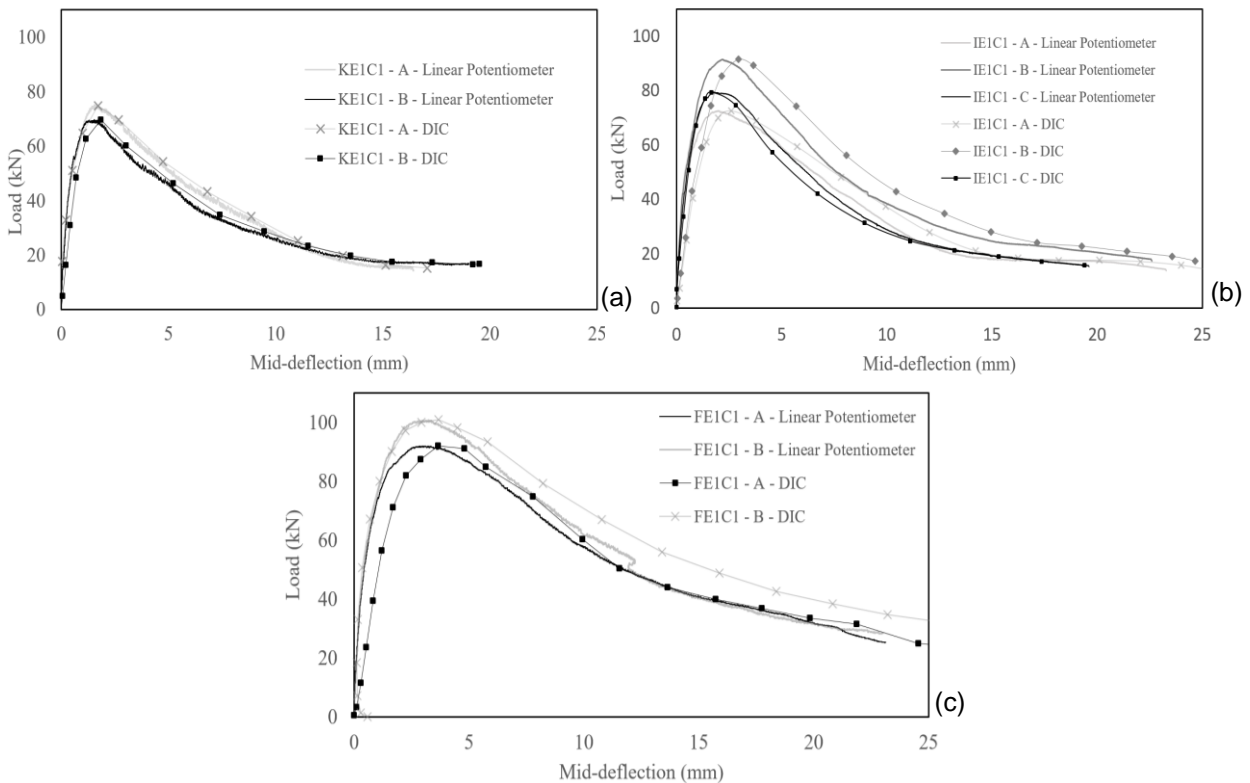 100
80
60
40
20
0
Load (kN)
KE1C1 - A - Linear Potentiometer
KE1C1 - B - Linear Potentiometer
KE1C1 - A - DIC
KE1C1 - B - DIC
0 5 10 15 20 25
Mid-deflection (mm)
(a)
100
80
60
40
20
0
Load (kN)
IE1C1 - A - Linear Potentiometer
IE1C1 - B - Linear Potentiometer
IE1C1 - C - Linear Potentiometer
IE1C1 - A - DIC
IE1C1 - B - DIC
IE1C1 - C - DIC
0 5 10 15 20 25
Mid-deflection (mm)
(b)
100
80
60
40
20
0
Load (kN)
FE1C1 - A - Linear Potentiometer
FE1C1 - B - Linear Potentiometer
FE1C1 - A - DIC
FE1C1 - B - DIC
0 5 10 15 20 25
Mid-deflection (mm)
(c)